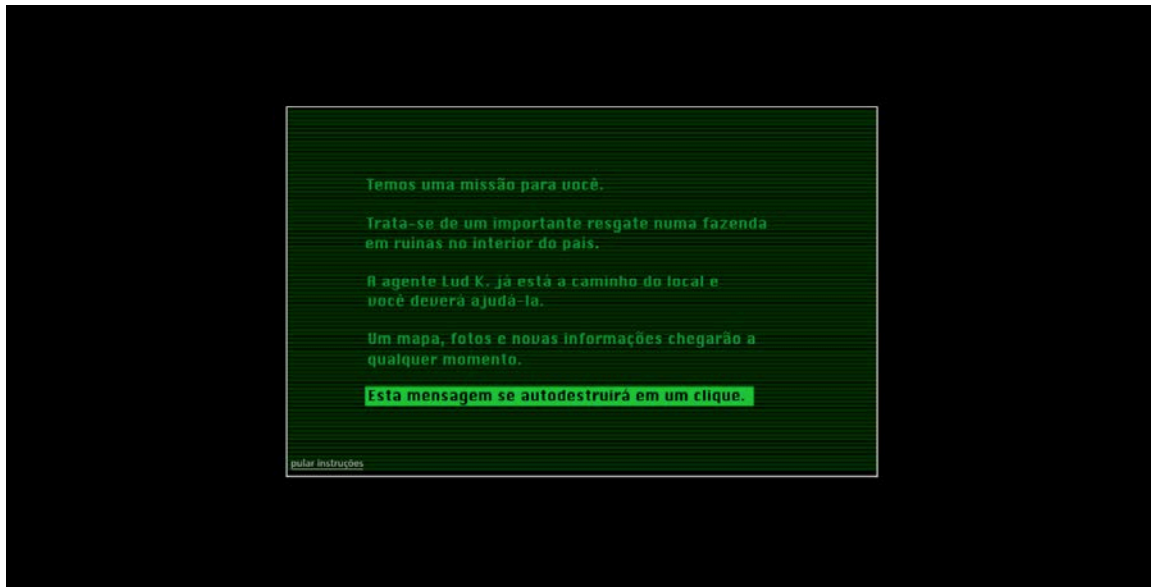 Temos uma missão para você.
Trata-se de um importante resgate numa fazenda
em ruínas no interior do país.
A agente Lud K. já está a caminho do local e
você deverá ajudá-la.
Um mapa, fotos e novas informações chegarão a
qualquer momento.
Esta mensagem se autodestruirá em um clique.
pular instruções